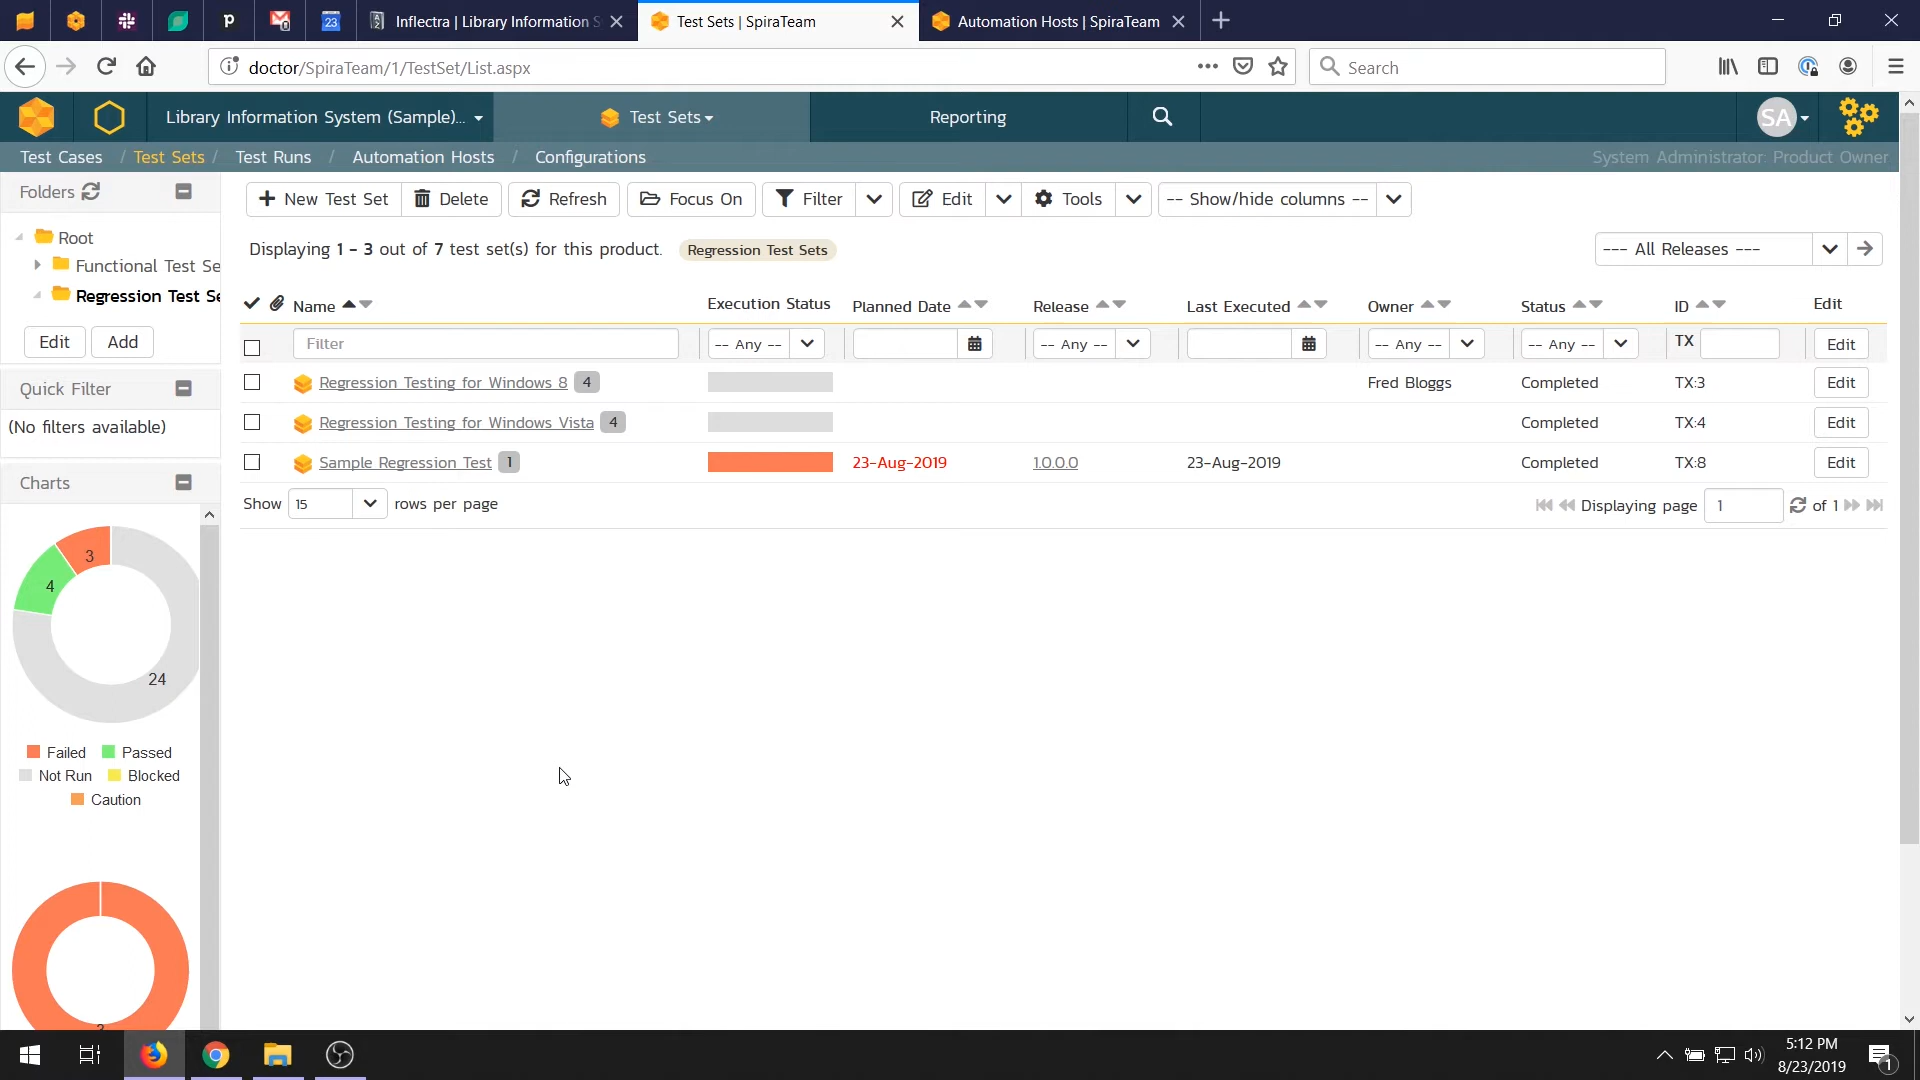 Inflectra | Library Information S
Test Sets | SpiraTeam
Automation Hosts | SpiraTeam
doctor/SpiraTeam/1/TestSet/List.aspx
Search
Library Information System (Sample)...
Test Sets
Reporting
SA
Test Cases / Test Sets / Test Runs / Automation Hosts / Configurations
System Administrator Product Owner
Folders
Root
Functional Test Se
Regression Test Se
Edit
Add
Quick Filter
(No filters available)
Charts
3
4
24
Failed
Passed
Not Run
Blocked
Caution
New Test Set
Delete
Refresh
Focus On
Filter
Edit
Tools
-- Show/hide columns --
Displaying 1 - 3 out of 7 test set(s) for this product. Regression Test Sets
--- All Releases ---
Name Execution Status Planned Date Release Last Executed Owner Status ID Edit
Filter -- Any -- -- Any -- -- Any -- -- Any -- TX Edit
Regression Testing for Windows 8 4 Fred Bloggs Completed TX:3 Edit
Regression Testing for Windows Vista 4 Completed TX:4 Edit
Sample Regression Test 1 23-Aug-2019 1.0.0.0 23-Aug-2019 Completed TX:8 Edit
Show 15 rows per page
Displaying page 1 of 1
5:12 PM
8/23/2019
1